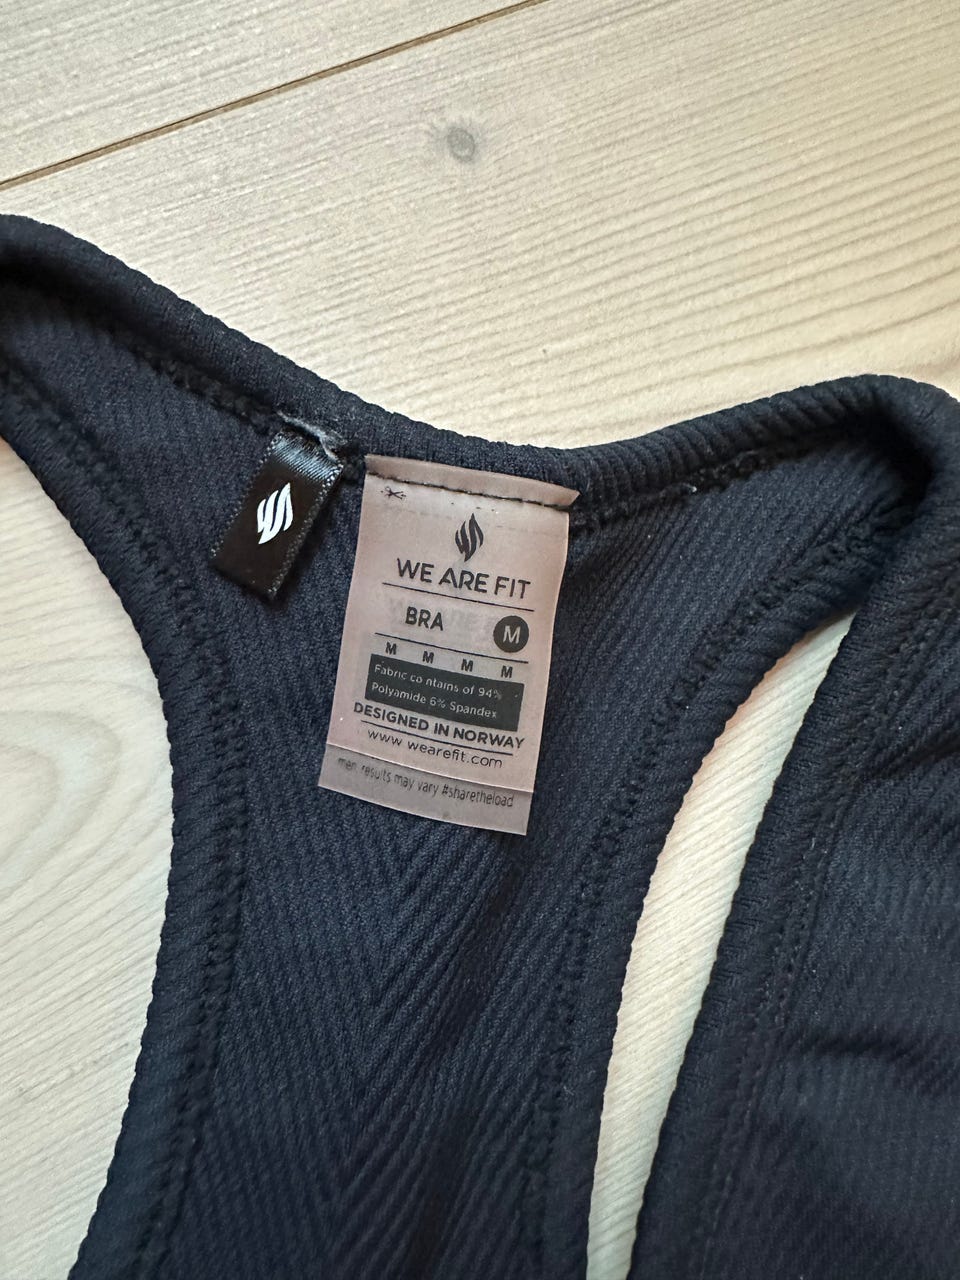 WE ARE FIT
BRA M
M M M M
Fabric co ntains of 94%
Polyamide 6% Spandex
DESIGNED IN NORWAY
www wearefit.com
men results may vary #sharetheload